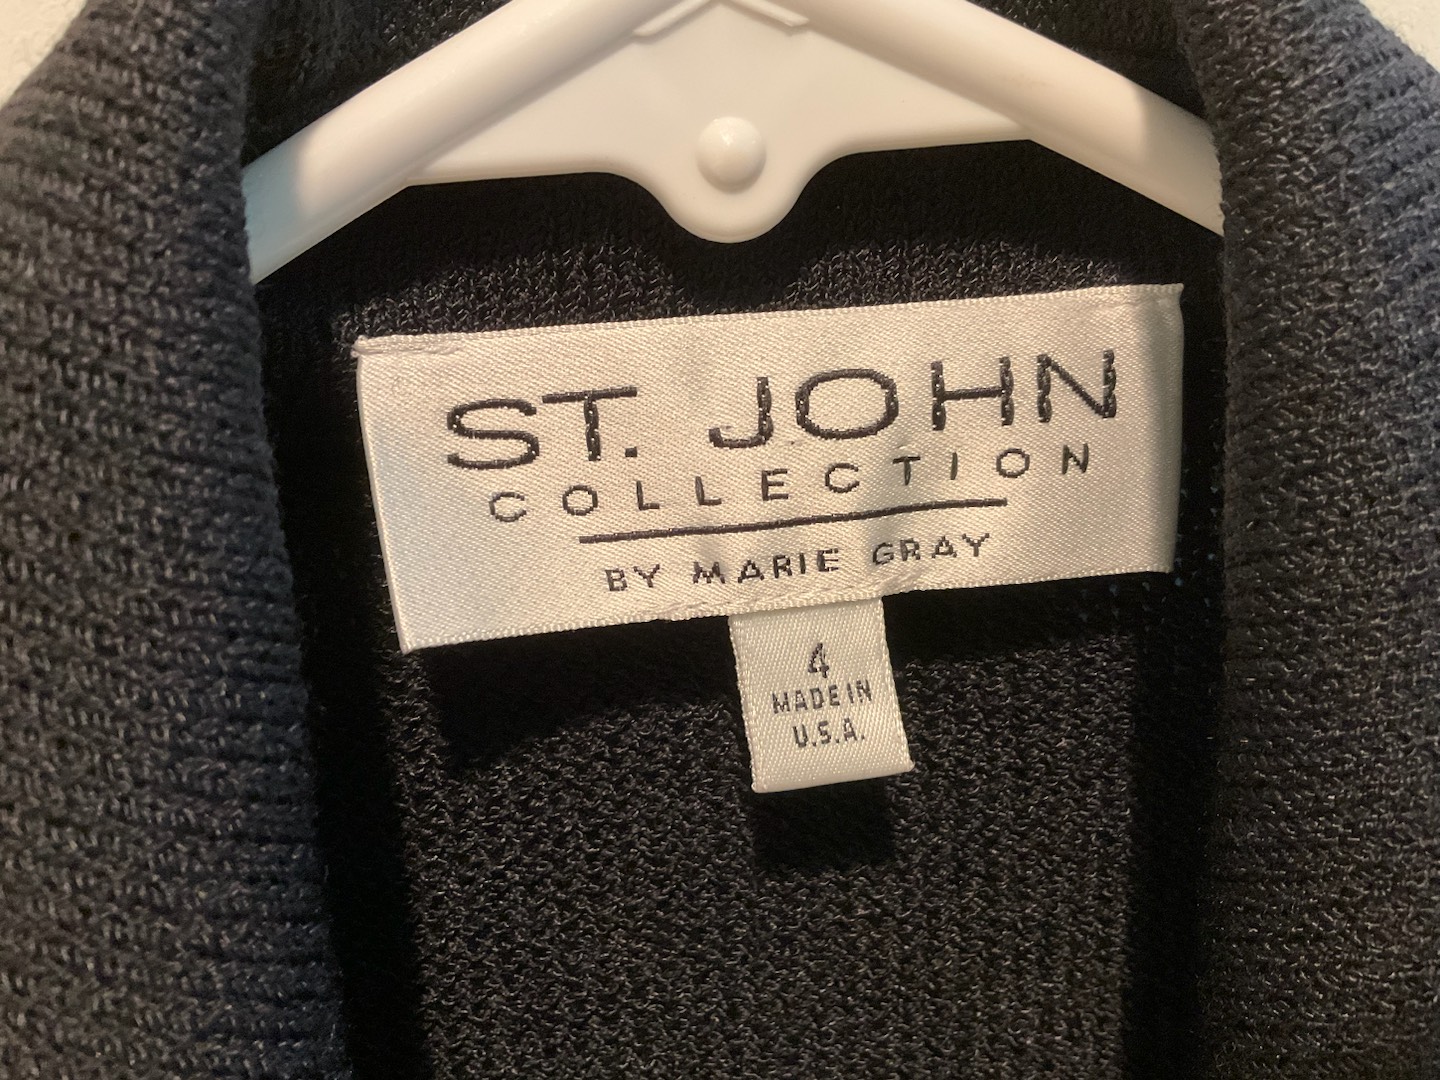 ST. JOHN
COLLECTION
BY MARIE GRAY
4
MADE IN
U.S.A.